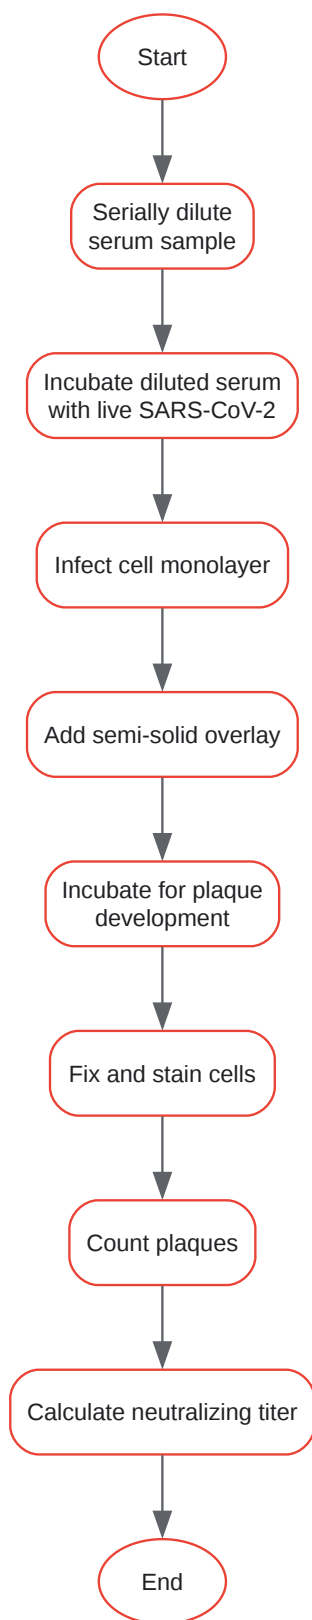 Start
Serially dilute
serum sample
Incubate diluted serum
with live SARS-CoV-2
Infect cell monolayer
Add semi-solid overlay
Incubate for plaque
development
Fix and stain cells
Count plaques
Calculate neutralizing titer
End